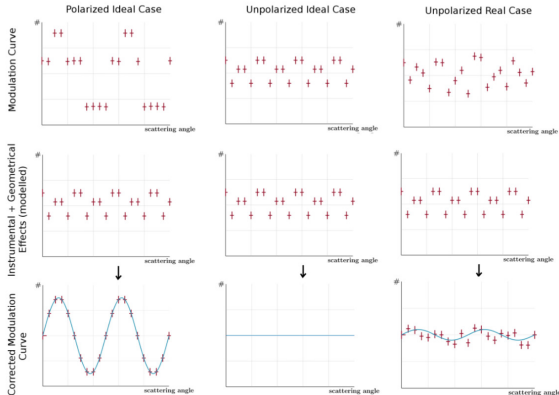 Polarized Ideal Case
Unpolarized Ideal Case
Unpolarized Real Case
Modulation Curve
#
#
#
scattering angle
scattering angle
scattering angle
Instrumental + Geometrical
Effects (modelled)
#
#
#
scattering angle
scattering angle
scattering angle
Corrected Modulation
Curve
#
#
#
scattering angle
scattering angle
scattering angle